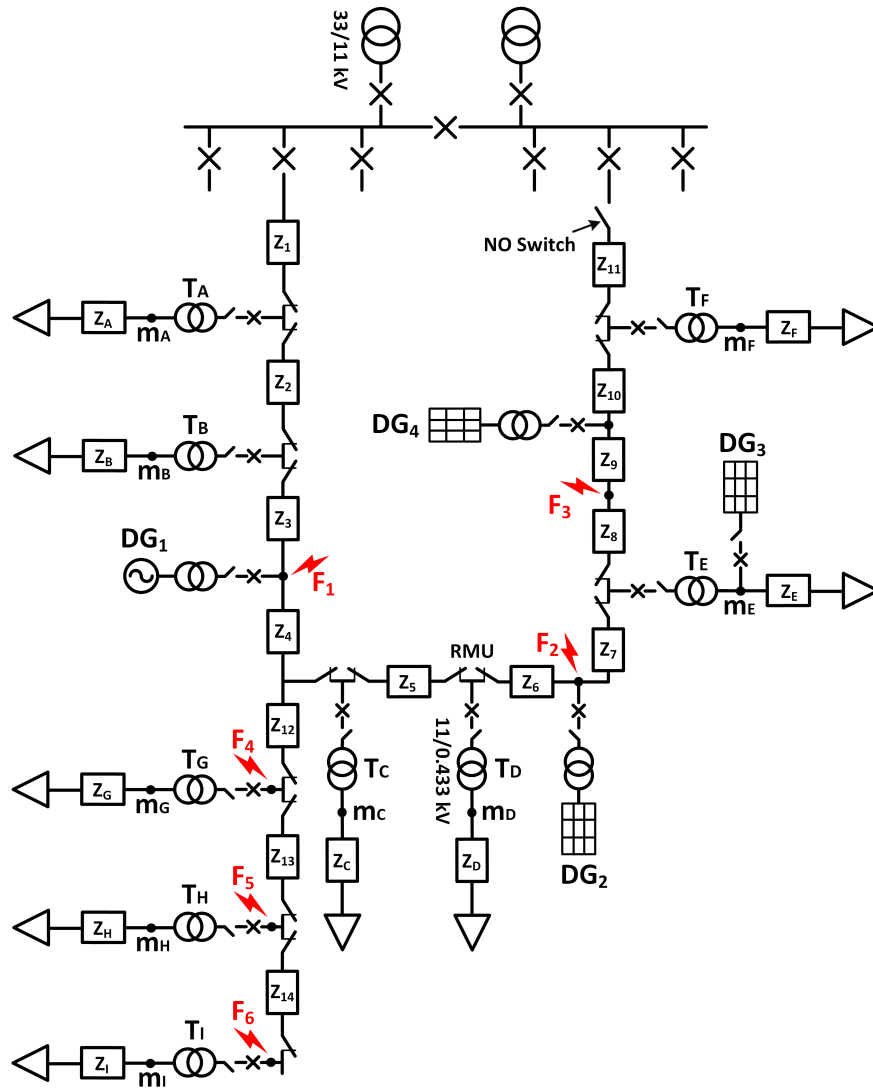 33/11 kV
NO Switch
Z1
Z11
TA
TF
ZA
mA
mF
ZF
Z2
Z10
TB
DG4
DG3
ZB
mB
Z9
F3
Z3
Z8
DG1
F1
TE
mE
ZE
Z4
F2
RMU
Z7
Z5
Z6
Z12
11/0.433 kV
F4
TG
TC
TD
ZG
mG
mC
mD
Z13
ZC
ZD
DG2
F5
TH
ZH
mH
Z14
F6
TI
ZI
mI